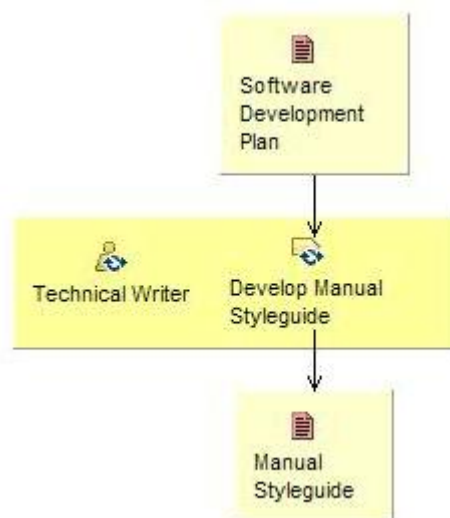 Software
Development
Plan
Technical Writer
Develop Manual
Styleguide
Manual
Styleguide